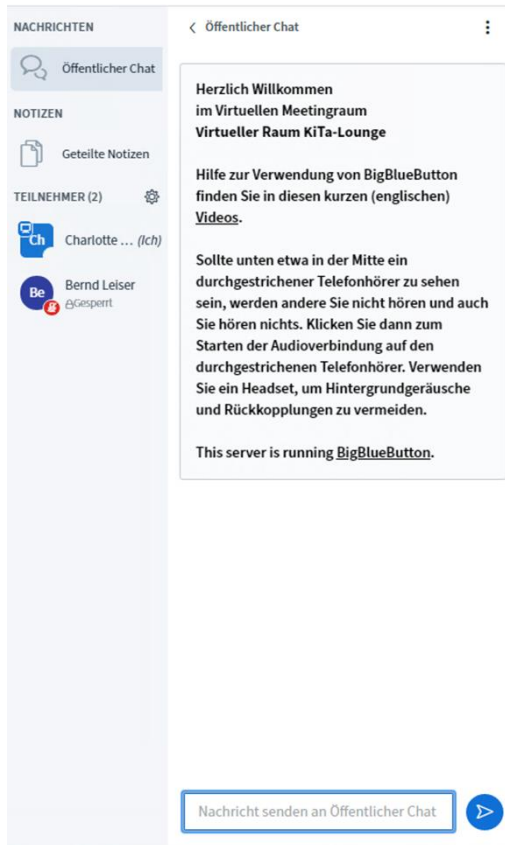 NACHRICHTEN
Öffentlicher Chat
NOTIZEN
Geteilte Notizen
TEILNEHMER (2)
Ch
Charlotte ... (Ich)
Be
Bernd Leiser
Gesperrt
Öffentlicher Chat
Herzlich Willkommen
im Virtuellen Meetingraum
Virtueller Raum KiTa-Lounge
Hilfe zur Verwendung von BigBlueButton
finden Sie in diesen kurzen (englischen)
Videos.
Sollte unten etwa in der Mitte ein
durchgestrichener Telefonhörer zu sehen
sein, werden andere Sie nicht hören und auch
Sie hören nichts. Klicken Sie dann zum
Starten der Audioverbindung auf den
durchgestrichenen Telefonhörer. Verwenden
Sie ein Headset, um Hintergrundgeräusche
und Rückkopplungen zu vermeiden.
This server is running BigBlueButton.
Nachricht senden an Öffentlicher Chat